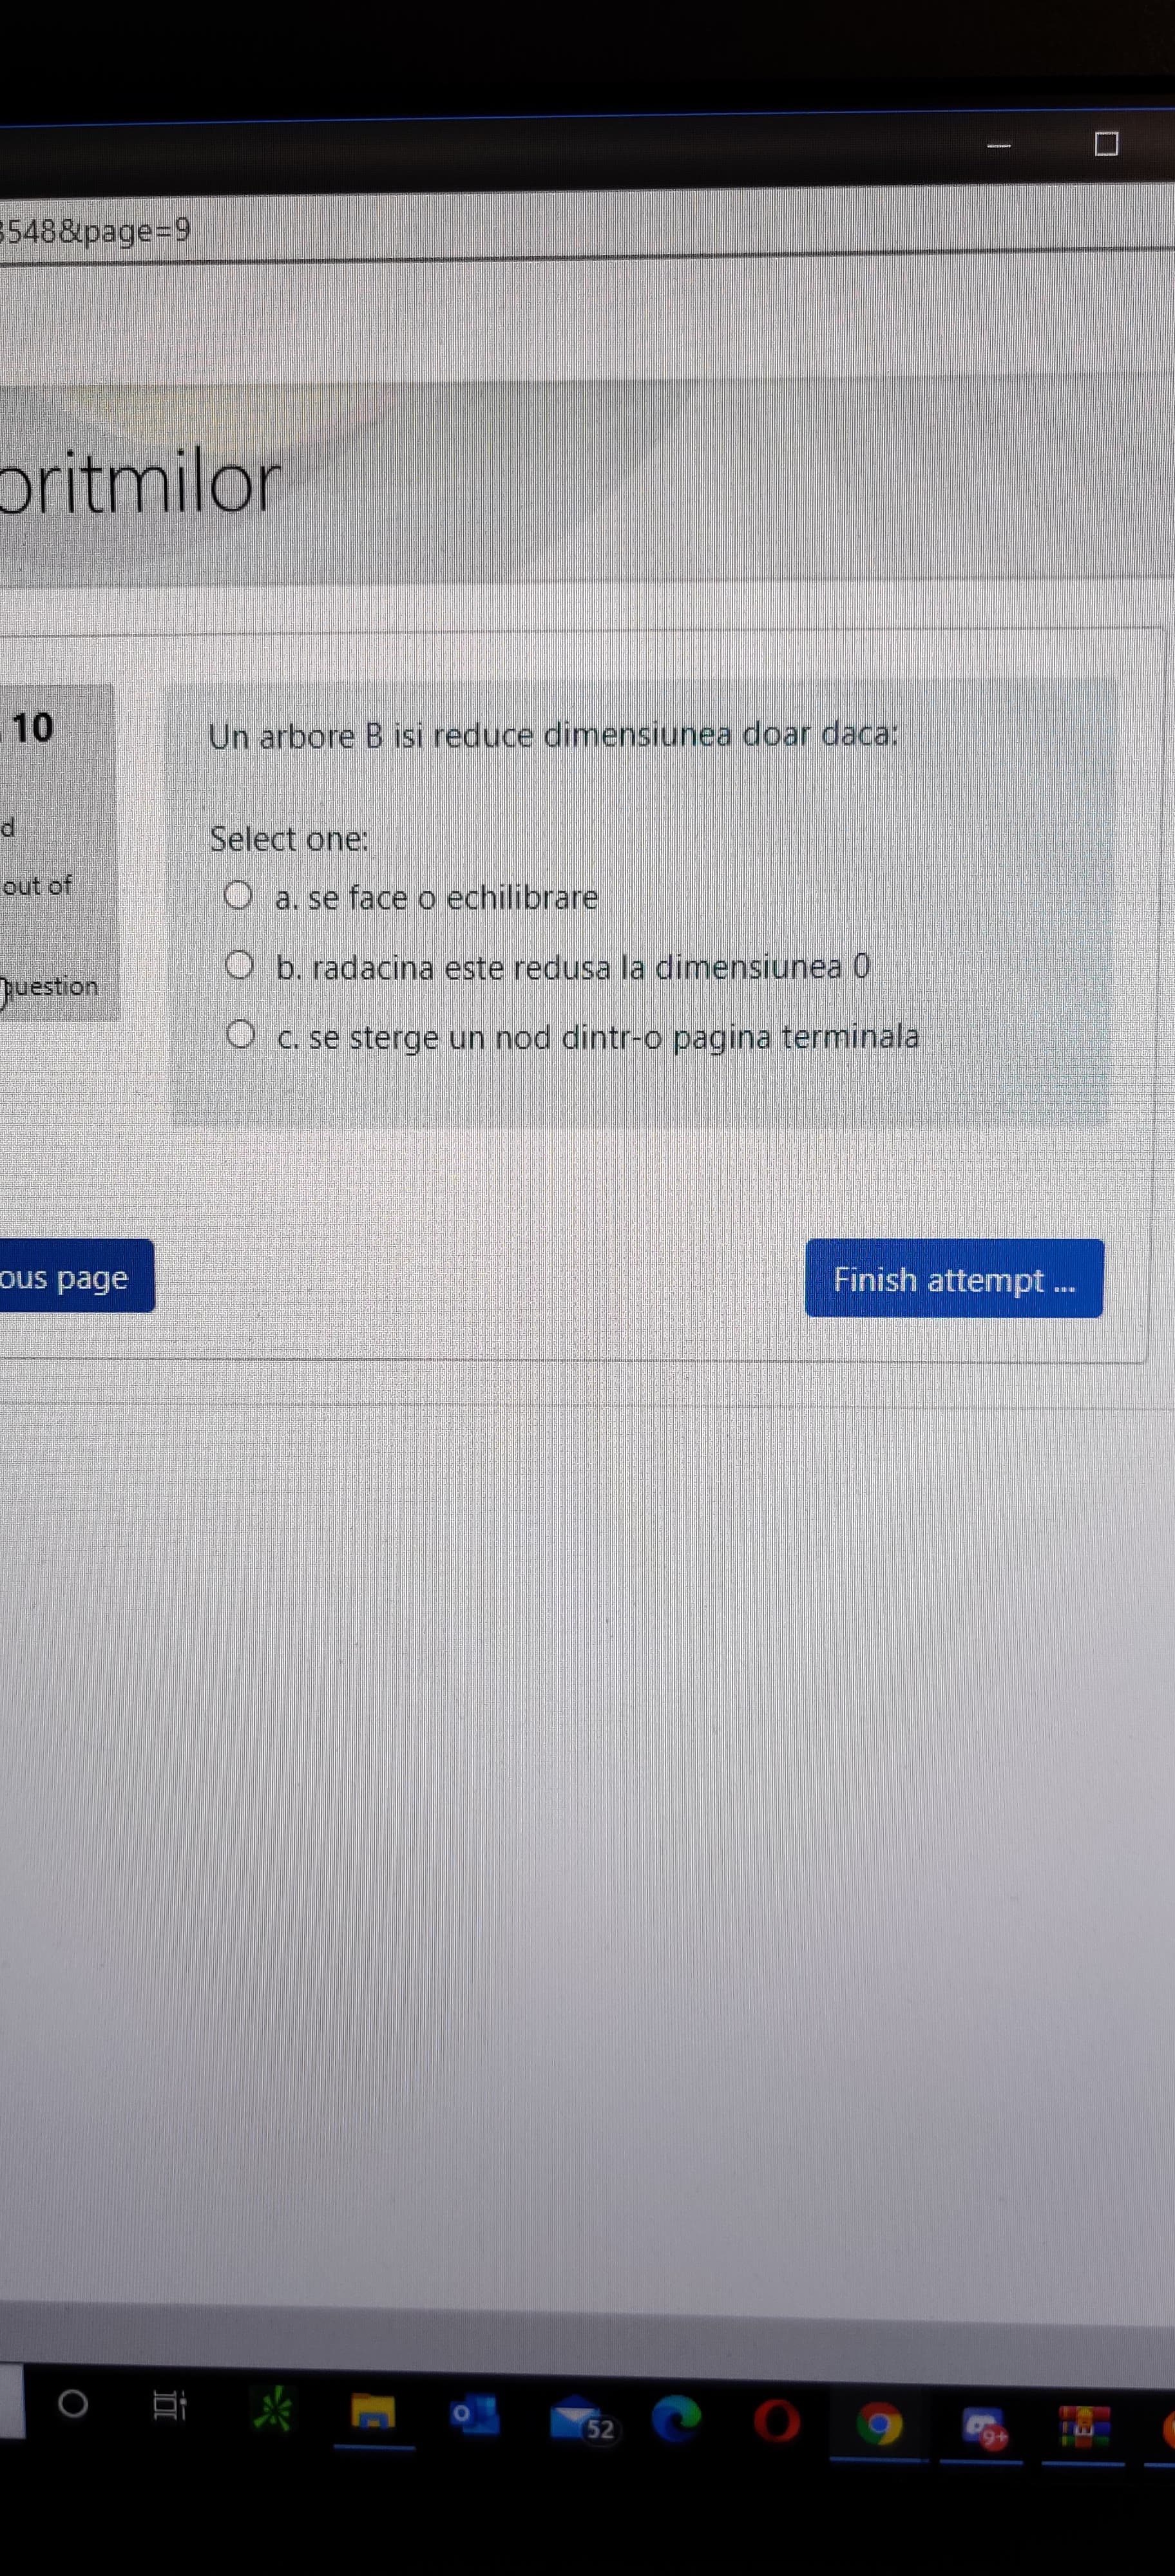 548&page=9
oritmilor
10
d
out of
question
Un arbore B isi reduce dimensiunea doar daca:
Select one:
a. se face o echilibrare
b. radacina este redusa la dimensiunea 0
c. se sterge un nod dintr-o pagina terminala
ous page
Finish attempt ...
52
9+